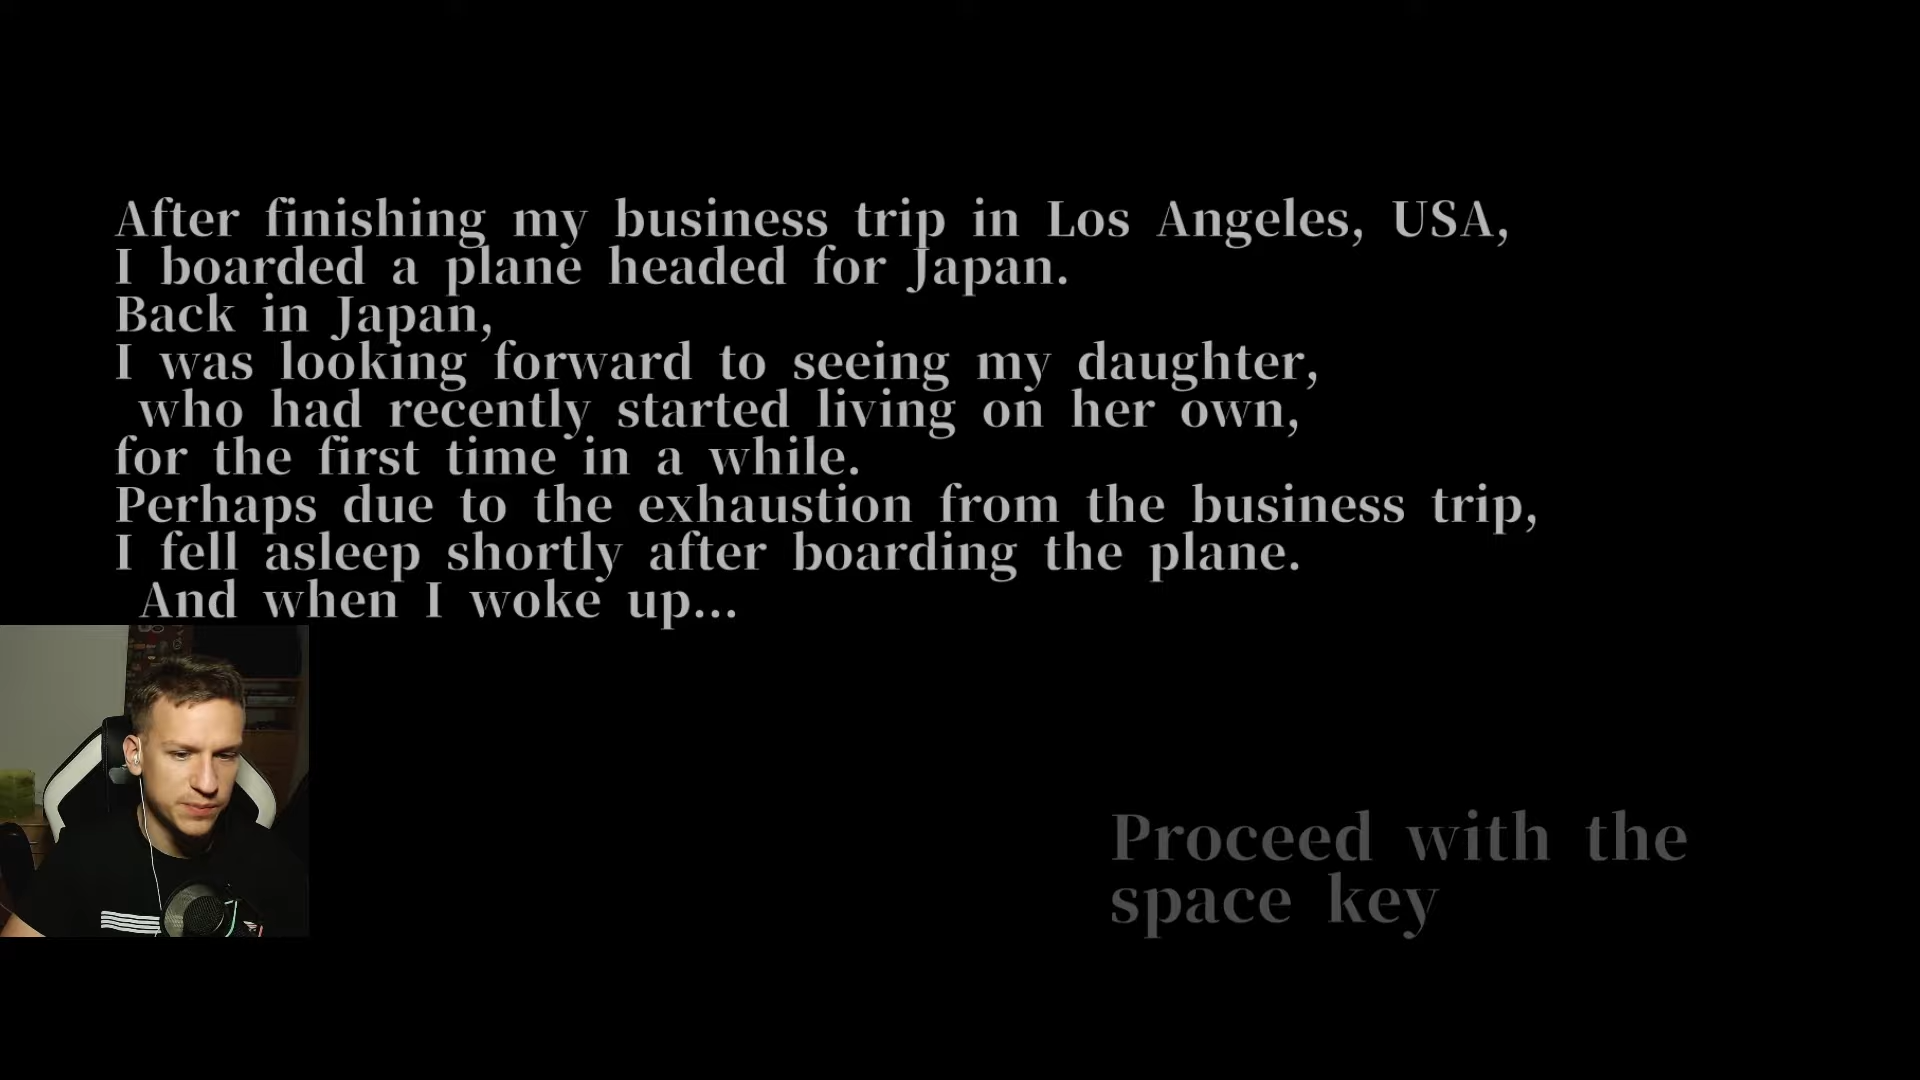 After finishing my business trip in Los Angeles, USA,
I boarded a plane headed for Japan.
Back in Japan,
I was looking forward to seeing my daughter,
who had recently started living on her own,
for the first time in a while.
Perhaps due to the exhaustion from the business trip,
I fell asleep shortly after boarding the plane.
And when I woke up...
Proceed with the
space key